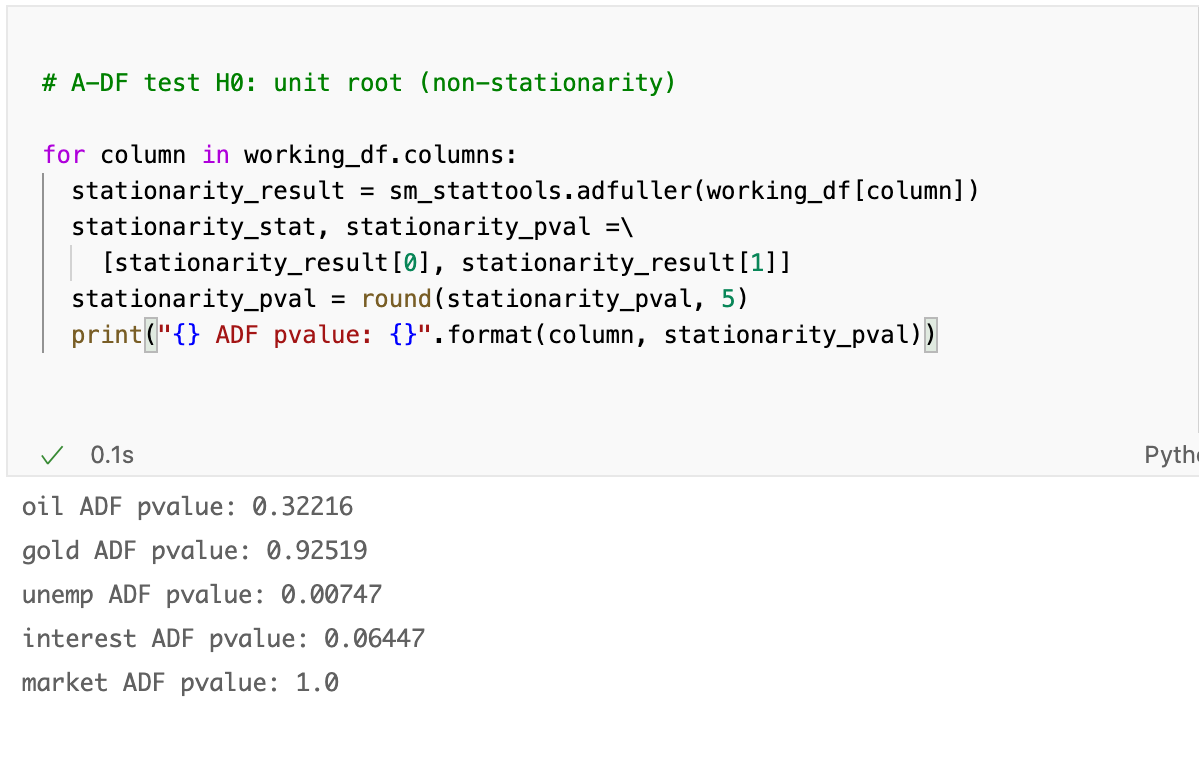 # A-DF test H0: unit root (non-stationarity)
for column in working_df.columns:
stationarity_result = sm_stattools.adfuller(working_df[column])
stationarity_stat, stationarity_pval =\
[stationarity_result[0], stationarity_result[1]]
stationarity_pval = round(stationarity_pval, 5)
print("{} ADF pvalue: {}".format(column, stationarity_pval))
✓ 0.1s Pyth
oil ADF pvalue: 0.32216
gold ADF pvalue: 0.92519
unemp ADF pvalue: 0.00747
interest ADF pvalue: 0.06447
market ADF pvalue: 1.0